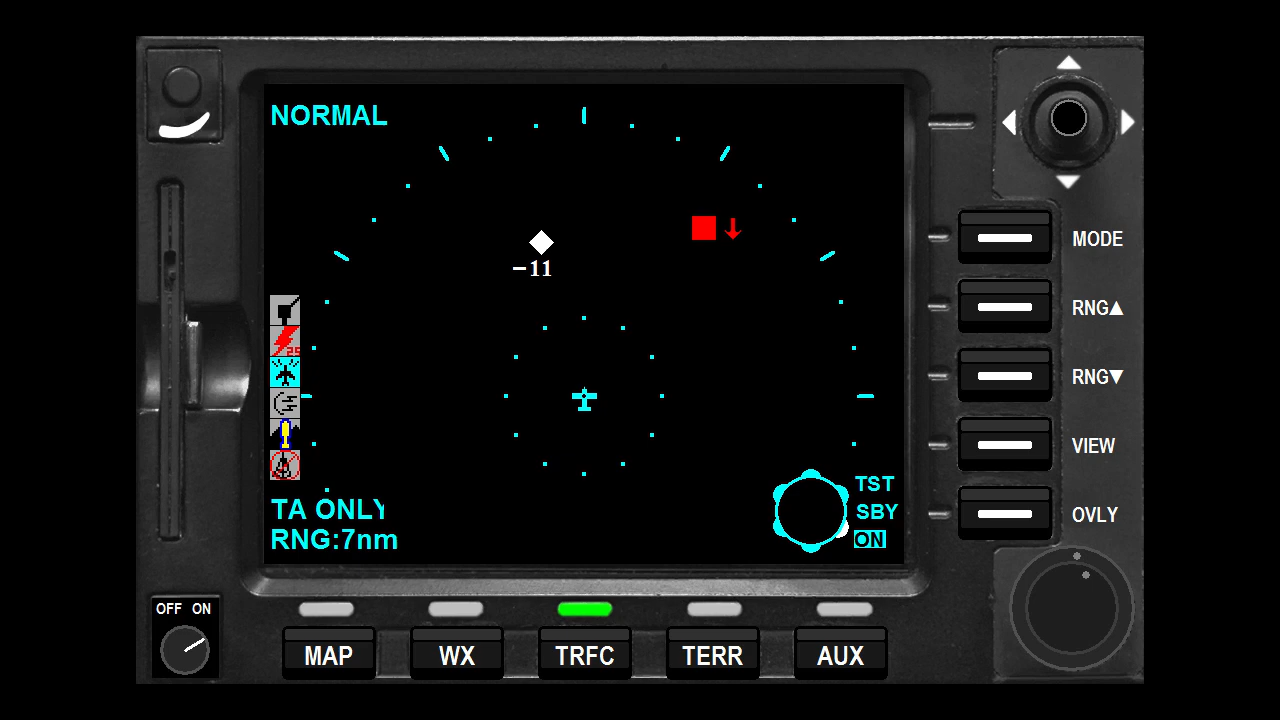 NORMAL
−11
25
TA ONLY
RNG:7nm
TST
SBY
ON
MODE
RNG▲
RNG▼
VIEW
OVLY
OFF ON
MAP
WX
TRFC
TERR
AUX